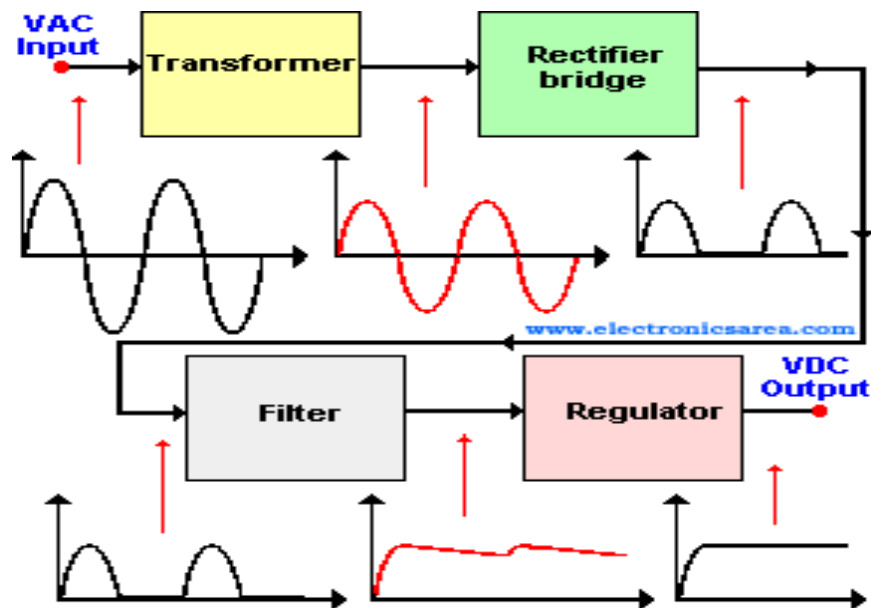 VAC
Input
Transformer
Rectifier
bridge
www.electronicsarea.com
VDC
Output
Filter
Regulator